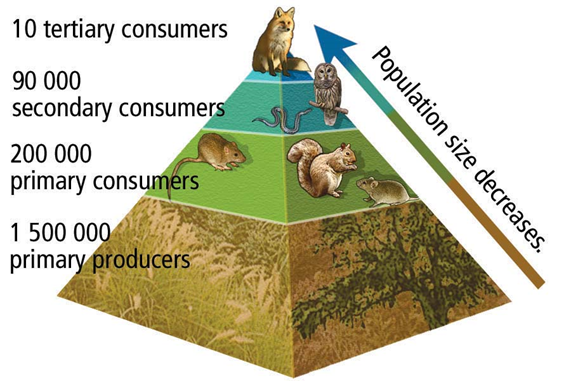 10 tertiary consumers
90 000
secondary consumers
200 000
primary consumers
1 500 000
primary producers
Population size decreases.